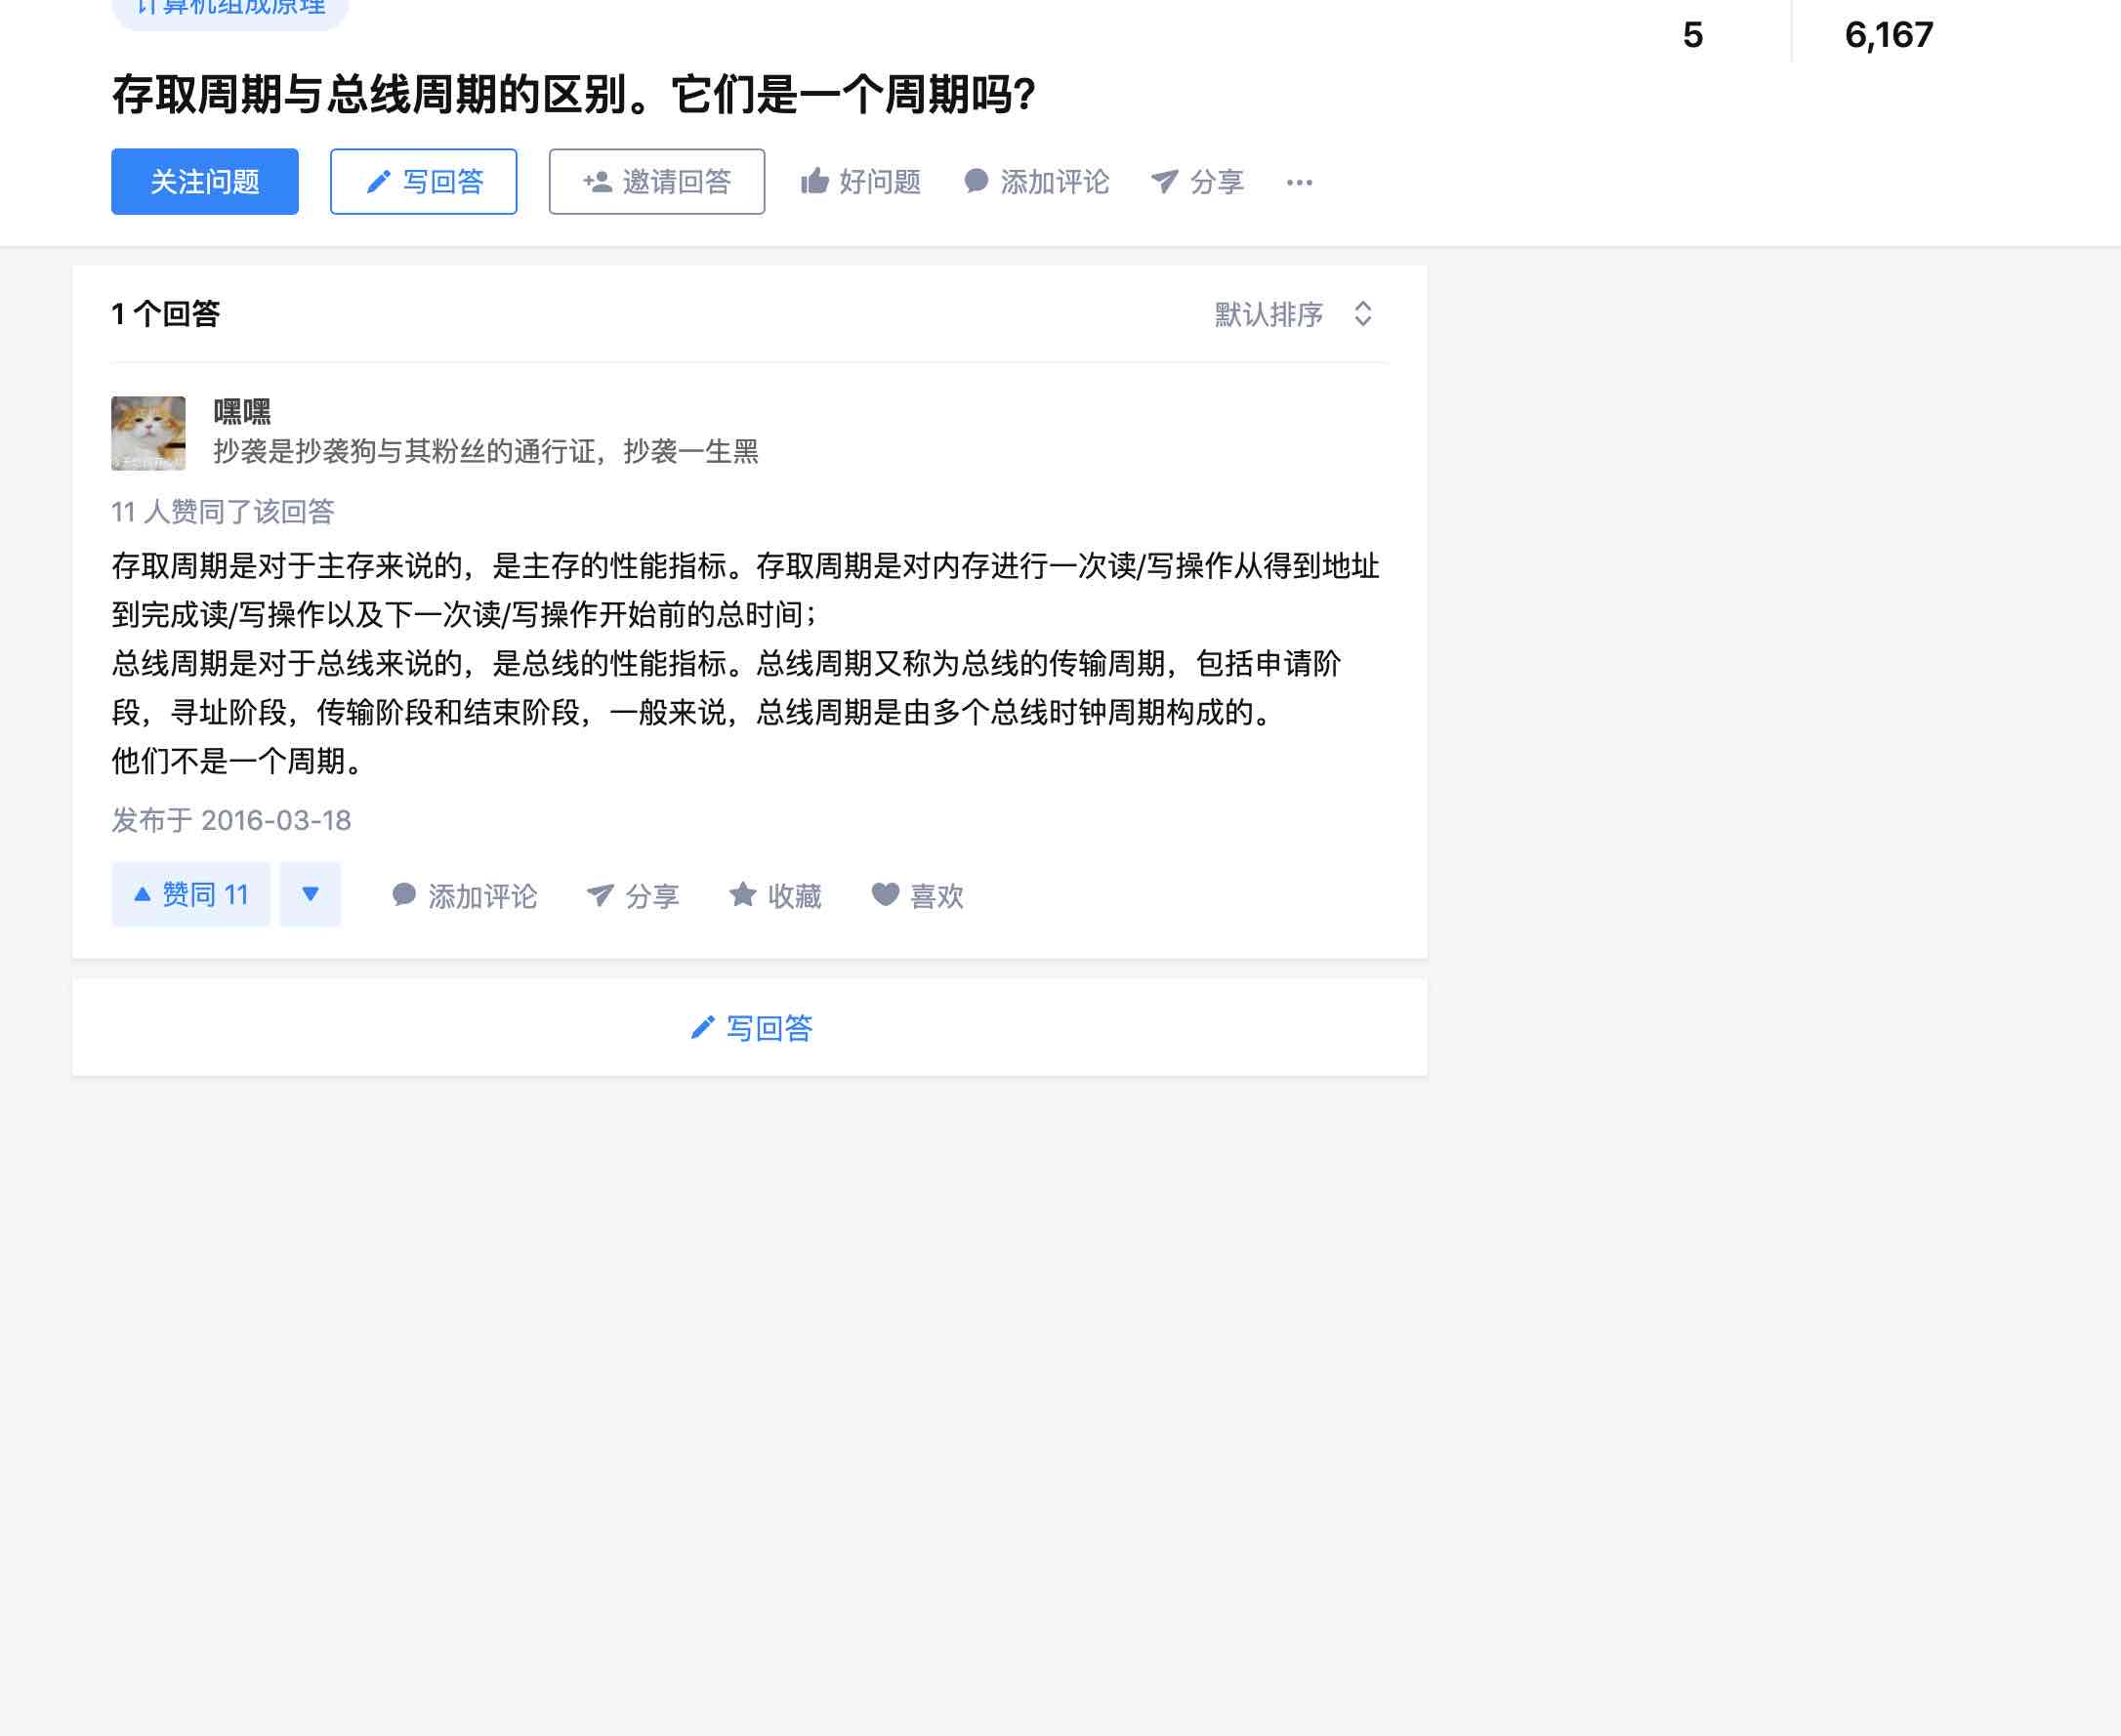 计算机组成原理
5
6,167
存取周期与总线周期的区别。它们是一个周期吗?
关注问题
写回答
邀请回答
好问题
添加评论
分享
1 个回答
默认排序
嘿嘿
抄袭是抄袭狗与其粉丝的通行证，抄袭一生黑
11 人赞同了该回答
存取周期是对于主存来说的，是主存的性能指标。存取周期是对内存进行一次读/写操作从得到地址
到完成读/写操作以及下一次读/写操作开始前的总时间；
总线周期是对于总线来说的，是总线的性能指标。总线周期又称为总线的传输周期，包括申请阶
段，寻址阶段，传输阶段和结束阶段，一般来说，总线周期是由多个总线时钟周期构成的。
他们不是一个周期。
发布于 2016-03-18
赞同 11
添加评论
分享
收藏
喜欢
写回答